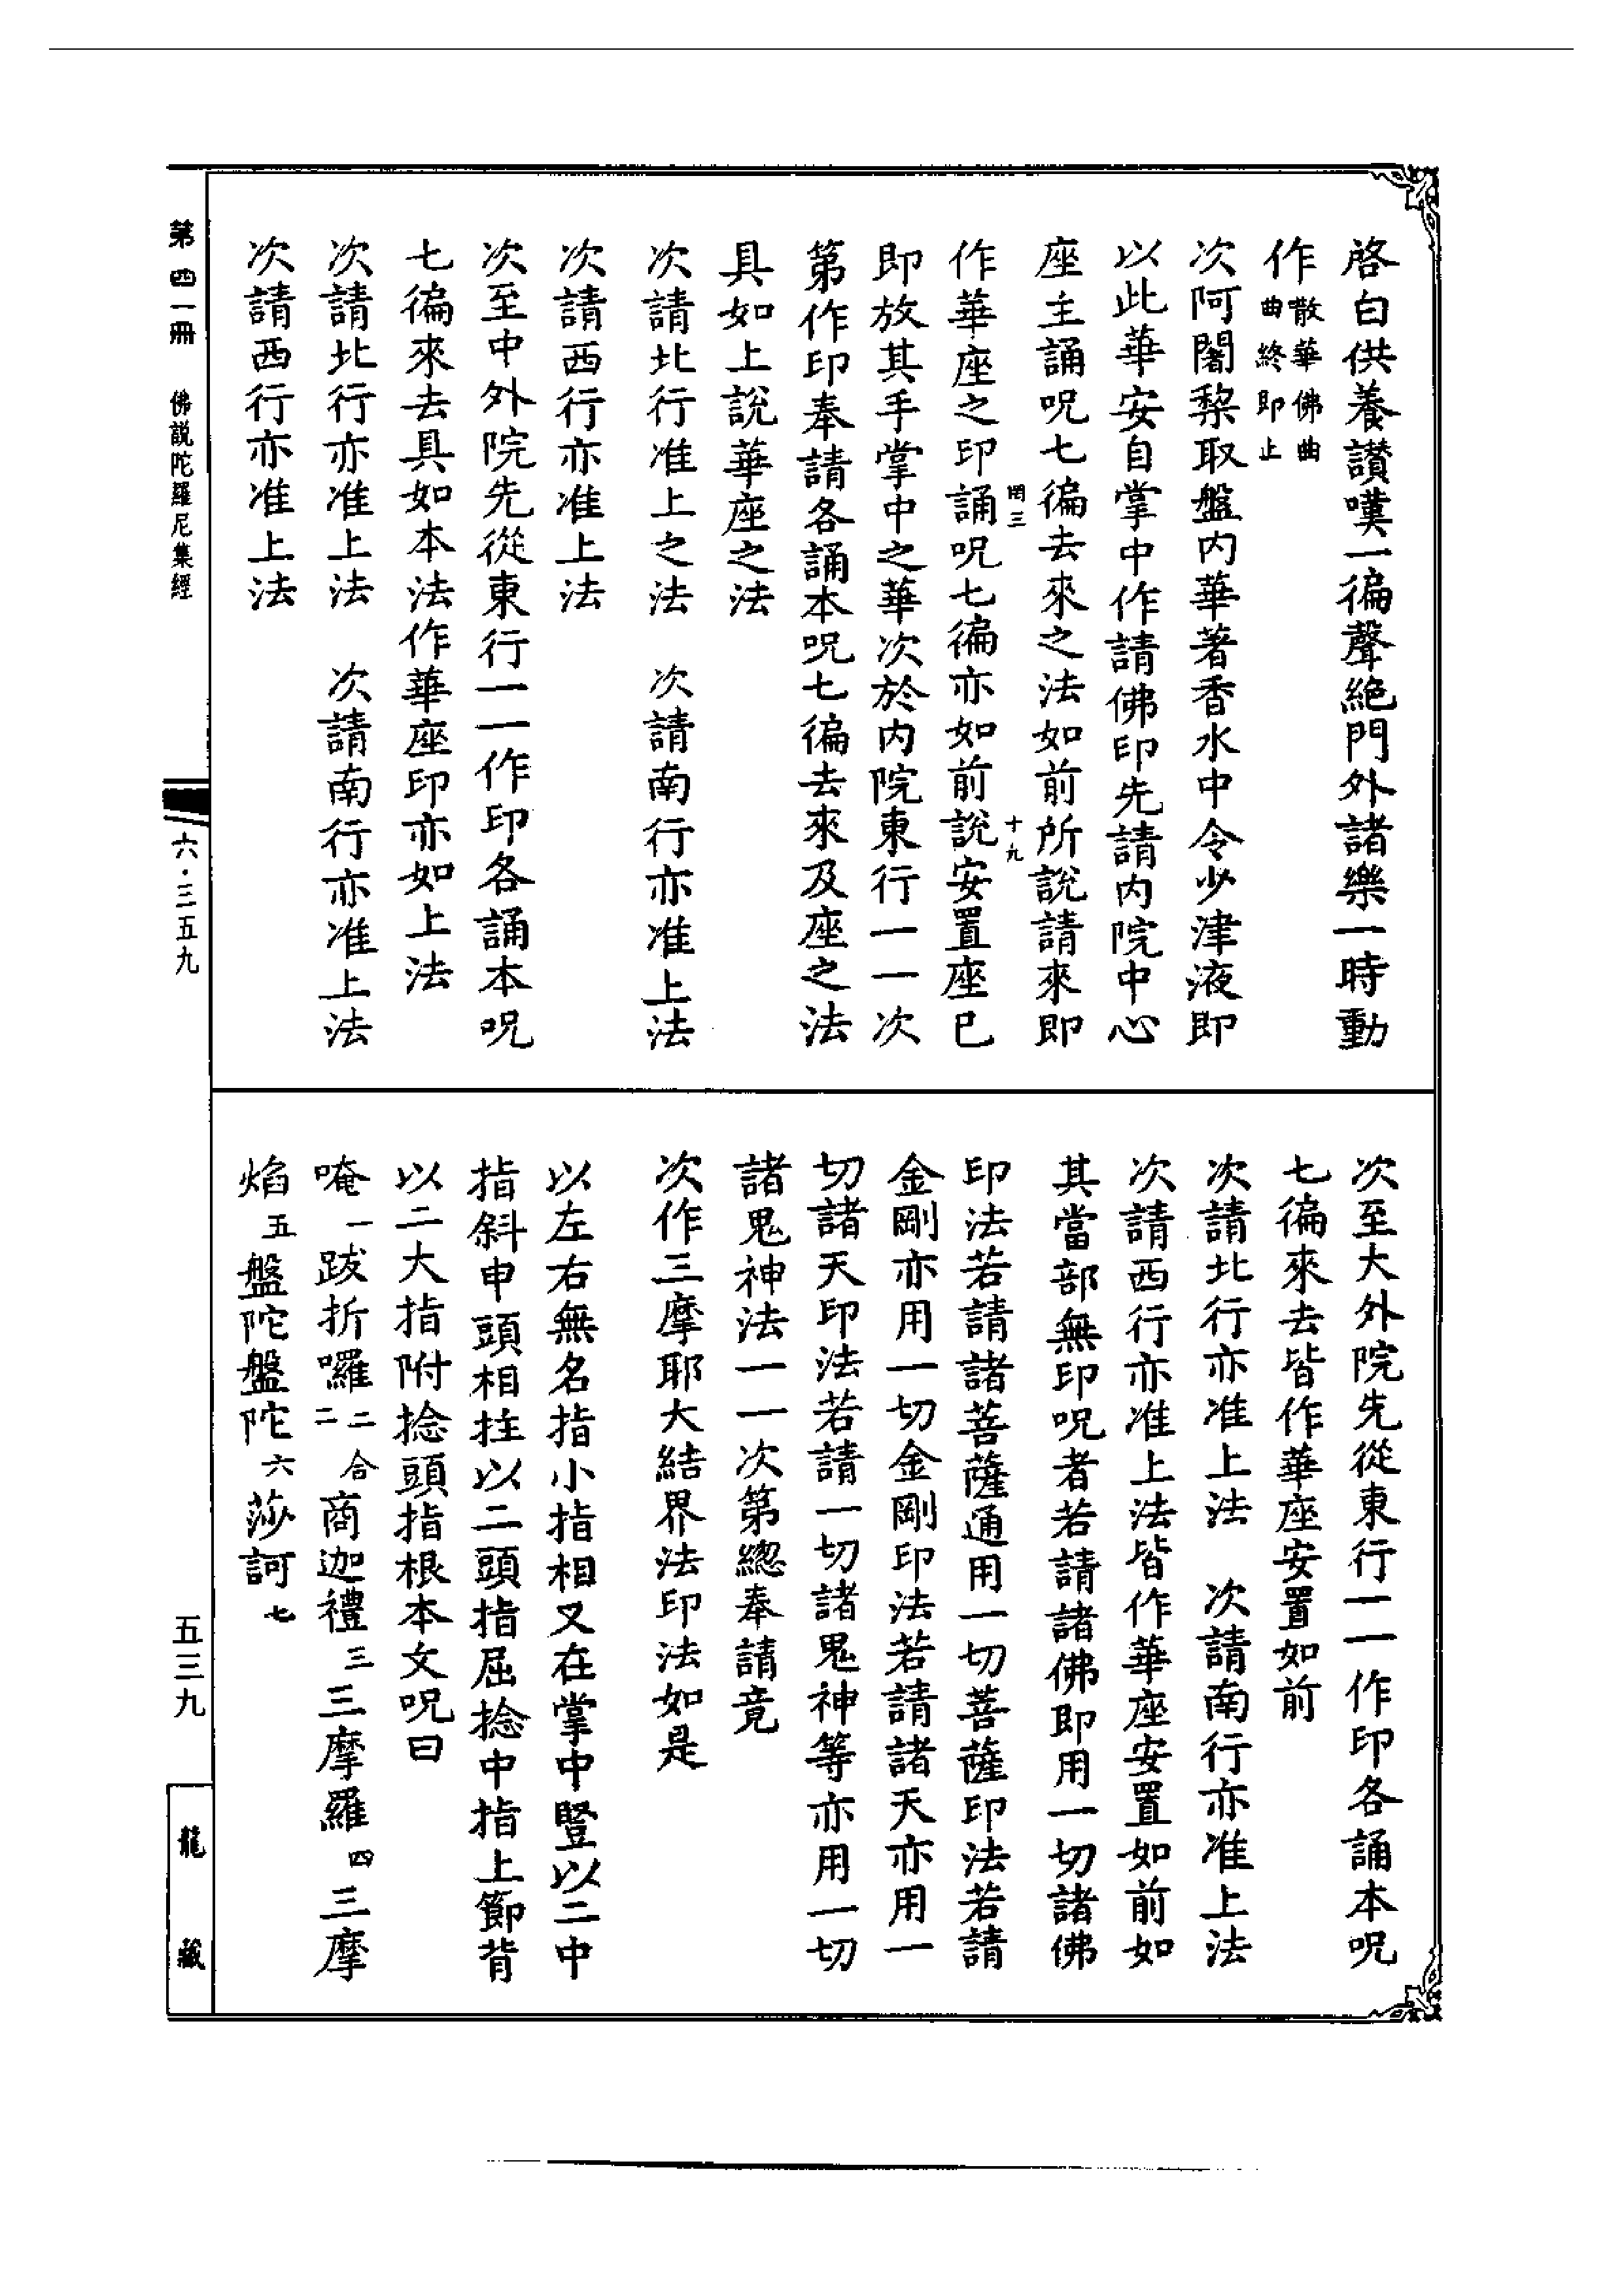 啓白供養讃嘆一徧聲絶門外諸樂一時動
作散華佛曲曲終即止
次阿闍棃取盤内華著香水中令少津液即
以此華安自掌中作請佛印先請内院中心
座主誦呪七徧去來之法如前所說請來即
罔三 十九
作華座之印誦呪七徧亦如前說安置座已
即放其手掌中之華次於内院東行一一次
第作印奉請各誦本呪七徧去來及座之法
具如上說華座之法
次請北行准上之法 次請南行亦准上法
次請西行亦准上法
次至中外院先從東行一一作印各誦本呪
七徧來去具如本法作華座印亦如上法
次請北行亦准上法 次請南行亦准上法
次請西行亦准上法
次至大外院先從東行一一作印各誦本呪
七徧來去皆作華座安置如前
次請北行亦准上法 次請南行亦准上法
次請西行亦准上法皆作華座安置如前如
其當部無印呪者若請諸佛即用一切諸佛
印法若請諸菩薩通用一切菩薩印法若請
金剛亦用一切金剛印法若請諸天亦用一
切諸天印法若請一切諸鬼神等亦用一切
諸鬼神法一一次第總奉請竟
次作三摩耶大結界法印法如是
以左右無名指小指相叉在掌中豎以二中
指斜申頭相拄以二頭指屈捻中指上節背
以二大指附捻頭指根本文呪曰
唵一跋折囉二合二商迦禮三三摩羅四三摩
焰五盤陀盤陀六莎訶七
第四一冊 佛説陀羅尼集經
六·三五九
五三九
龍藏